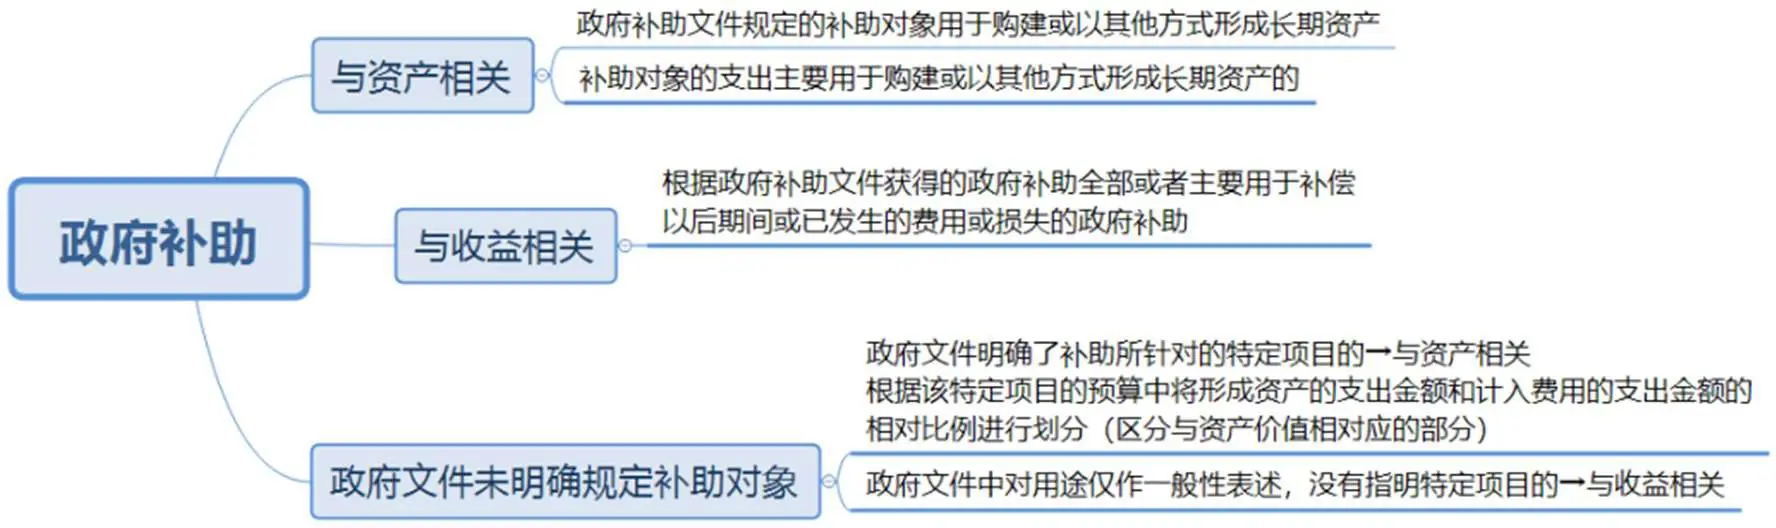 政府补助文件规定的补助对象用于购建或以其他方式形成长期资产
与资产相关
补助对象的支出主要用于购建或以其他方式形成长期资产的
根据政府补助文件获得的政府补助全部或者主要用于补偿
以后期间或已发生的费用或损失的政府补助
政府补助
与收益相关
政府文件明确了补助所针对的特定项目的→与资产相关
根据该特定项目的预算中将形成资产的支出金额和计入费用的支出金额的
相对比例进行划分（区分与资产价值相对应的部分）
政府文件未明确规定补助对象
政府文件中对用途仅作一般性表述，没有指明特定项目的→与收益相关